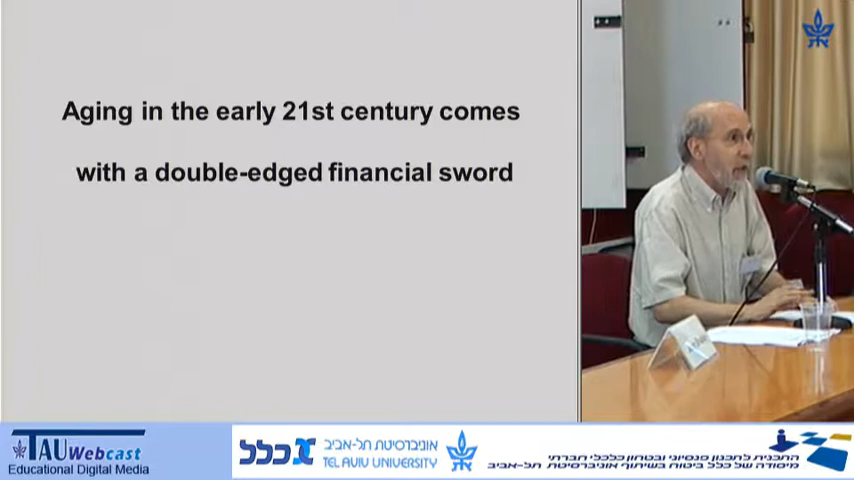 Aging in the early 21st century comes
with a double-edged financial sword
TAU Webcast
Educational Digital Media
כלל
אוניברסיטת תל-אביב
TEL AVIV UNIVERSITY
התכנית לתכנון פנסיוני ובטחון כלכלי חברתי
מיסודה של כלל ביטוח בשיתוף אוניברסיטת תל-אביב